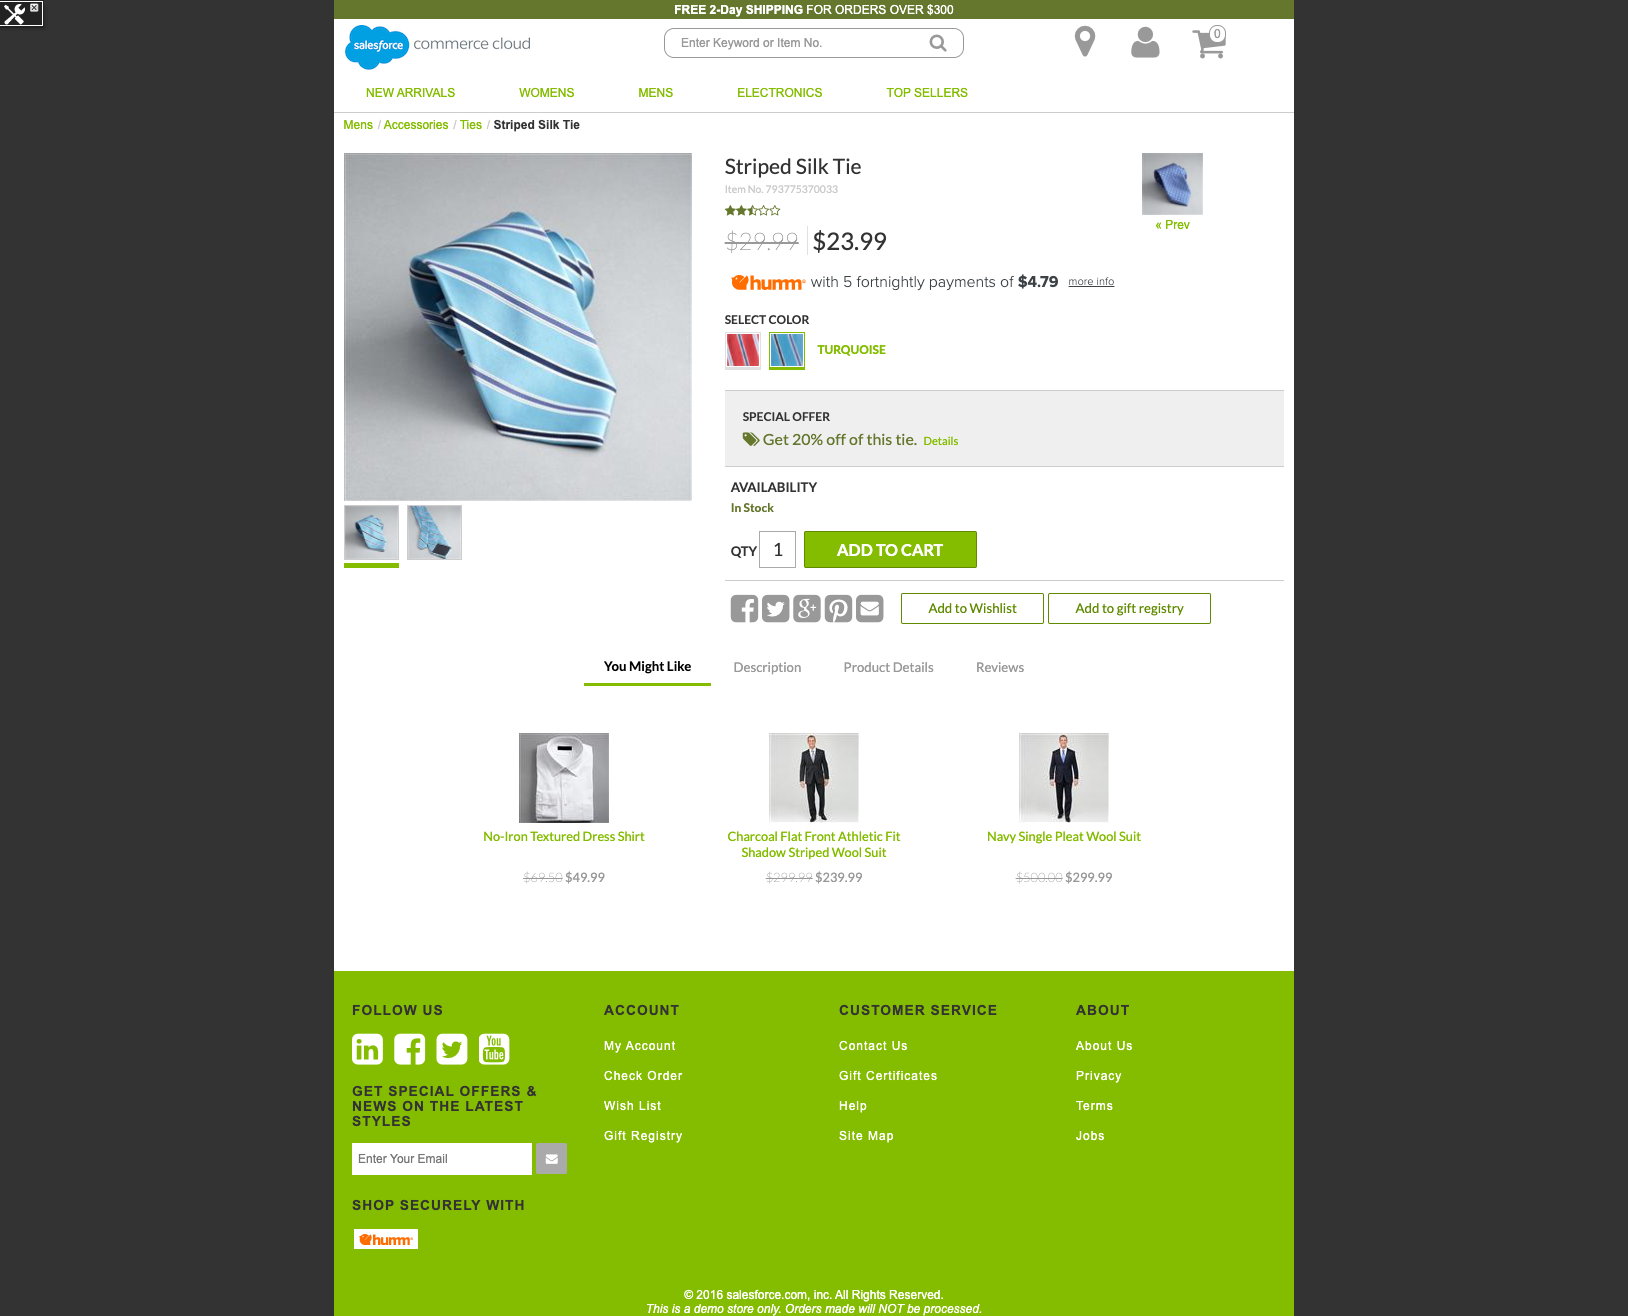 FREE 2-Day SHIPPING FOR ORDERS OVER $300
salesforce commerce cloud
Enter Keyword or Item No.
0
NEW ARRIVALS WOMENS MENS ELECTRONICS TOP SELLERS
Mens / Accessories / Ties / Striped Silk Tie
Striped Silk Tie
Item No. 793775370033
« Prev
$29.99 $23.99
humm with 5 fortnightly payments of $4.79 more info
SELECT COLOR
TURQUOISE
SPECIAL OFFER
Get 20% off of this tie. Details
AVAILABILITY
In Stock
QTY 1 ADD TO CART
Add to Wishlist Add to gift registry
You Might Like Description Product Details Reviews
No-Iron Textured Dress Shirt
$69.50 $49.99
Charcoal Flat Front Athletic Fit
Shadow Striped Wool Suit
$299.99 $239.99
Navy Single Pleat Wool Suit
$500.00 $299.99
FOLLOW US
in You Tube
GET SPECIAL OFFERS &
NEWS ON THE LATEST
STYLES
Enter Your Email
SHOP SECURELY WITH
humm
ACCOUNT
My Account
Check Order
Wish List
Gift Registry
CUSTOMER SERVICE
Contact Us
Gift Certificates
Help
Site Map
ABOUT
About Us
Privacy
Terms
Jobs
© 2016 salesforce.com, inc. All Rights Reserved.
This is a demo store only. Orders made will NOT be processed.